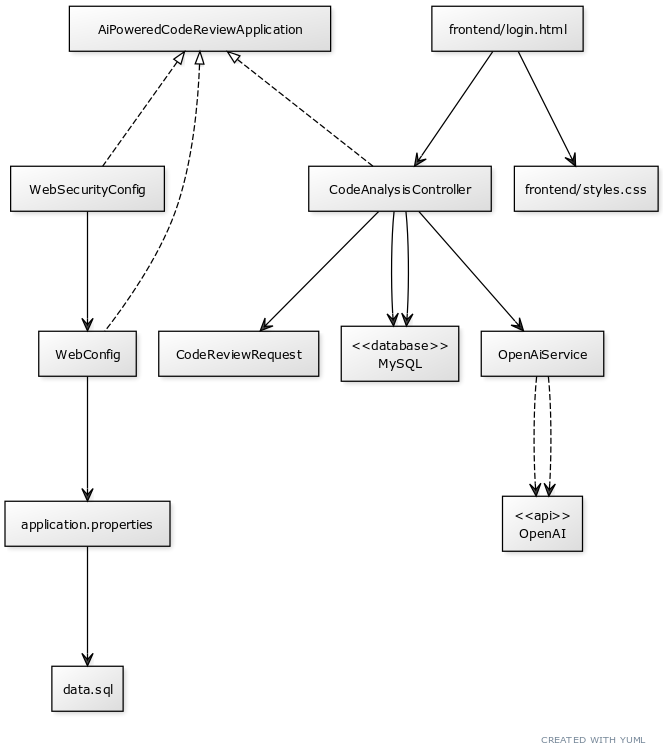 AiPoweredCodeReviewApplication
frontend/login.html
WebSecurityConfig
CodeAnalysisController
frontend/styles.css
WebConfig
CodeReviewRequest
<<database>>
MySQL
OpenAiService
application.properties
<<api>>
OpenAI
data.sql
CREATED WITH YUML